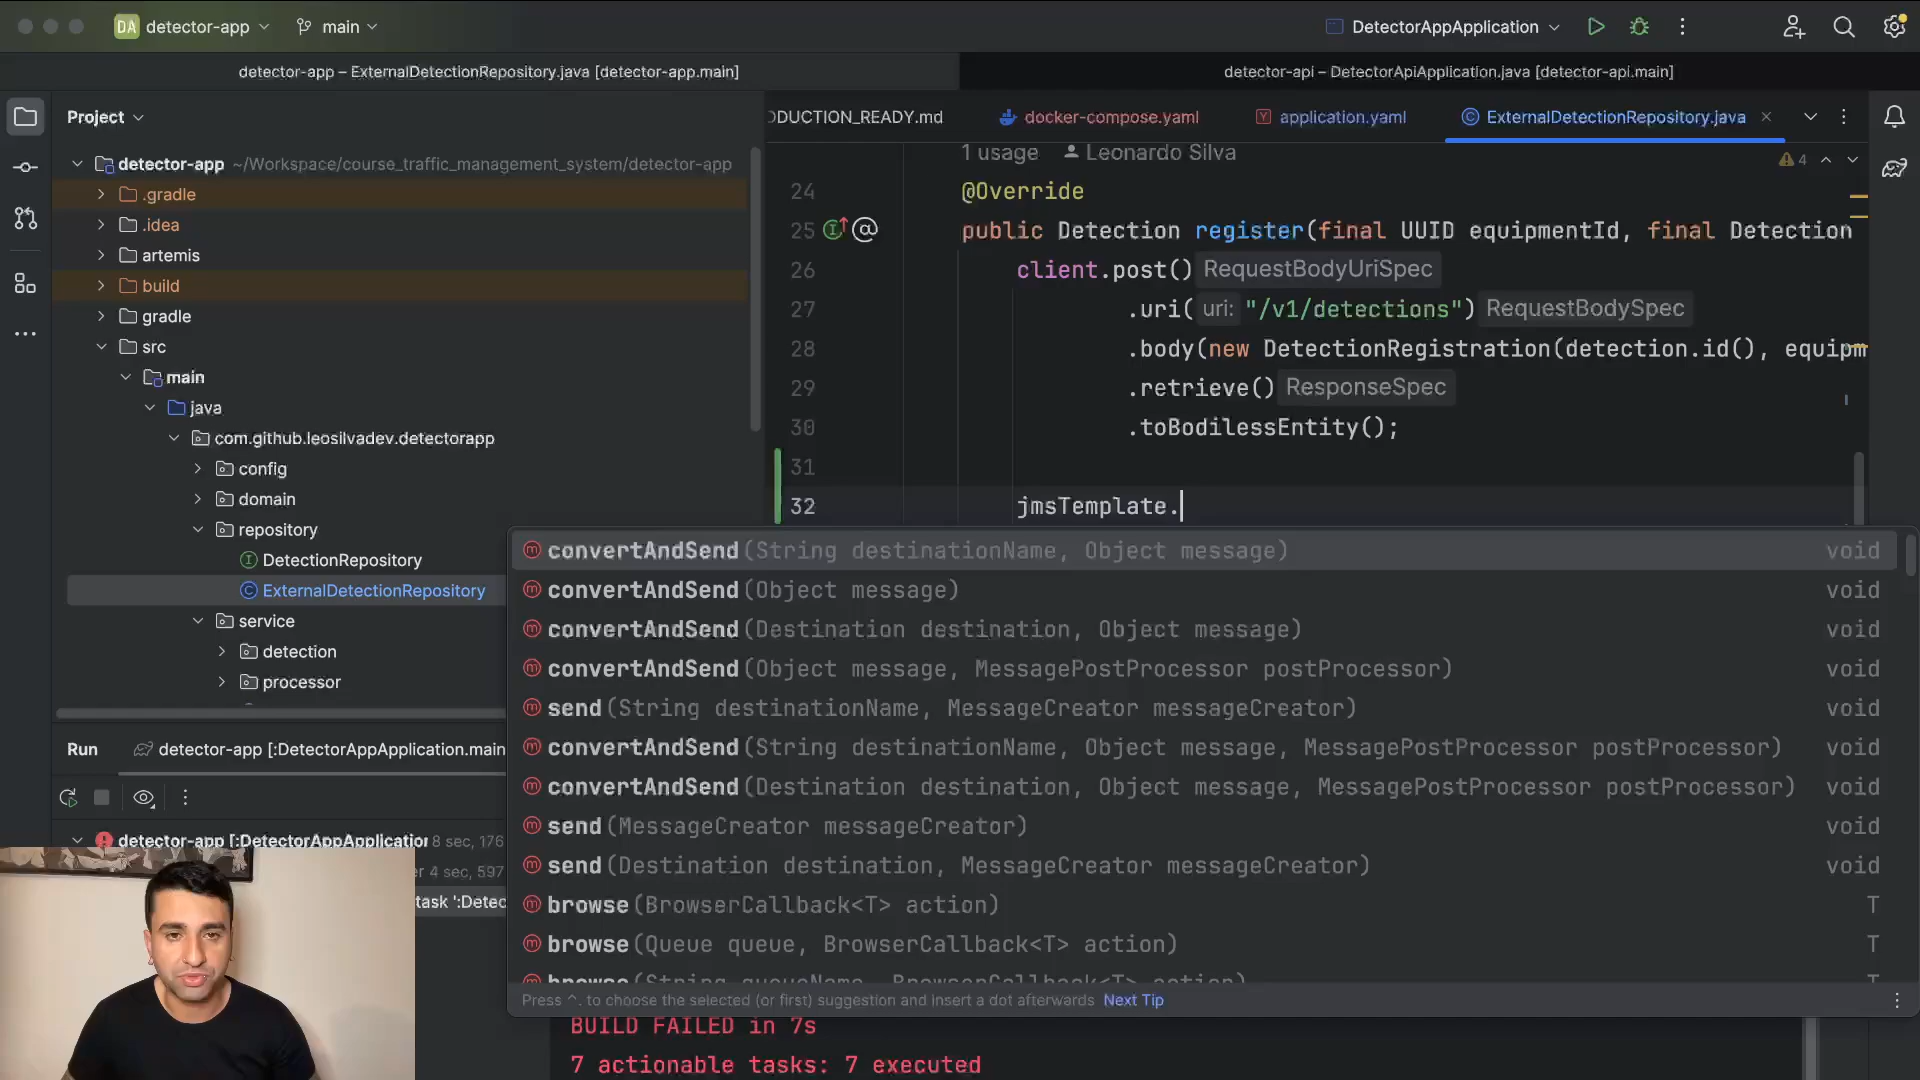 DA detector-app main DetectorAppApplication
detector-app – ExternalDetectionRepository.java [detector-app.main] detector-api – DetectorApiApplication.java [detector-api.main]
Project
ODUCTION_READY.md docker-compose.yaml application.yaml ExternalDetectionRepository.java
detector-app ~/Workspace/course_traffic_management_system/detector-app
.gradle
.idea
artemis
build
gradle
src
main
java
com.github.leosilvadev.detectorapp
config
domain
repository
DetectionRepository
ExternalDetectionRepository
service
detection
processor
1 usage Leonardo Silva
4
24 @Override
25 public Detection register(final UUID equipmentId, final Detection
26 client.post() RequestBodyUriSpec
27 .uri( uri: "/v1/detections") RequestBodySpec
28 .body(new DetectionRegistration(detection.id(), equipm
29 .retrieve() ResponseSpec
30 .toBodilessEntity();
31
32 jmsTemplate.
convertAndSend(String destinationName, Object message) void
convertAndSend(Object message) void
convertAndSend(Destination destination, Object message) void
convertAndSend(Object message, MessagePostProcessor postProcessor) void
send(String destinationName, MessageCreator messageCreator) void
convertAndSend(String destinationName, Object message, MessagePostProcessor postProcessor) void
convertAndSend(Destination destination, Object message, MessagePostProcessor postProcessor) void
send(MessageCreator messageCreator) void
send(Destination destination, MessageCreator messageCreator) void
browse(BrowserCallback<T> action) T
browse(Queue queue, BrowserCallback<T> action) T
browse(String queueName, BrowserCallback<T> action) T
Press ^. to choose the selected (or first) suggestion and insert a dot afterwards Next Tip
Run detector-app [:DetectorAppApplication.main
detector-app [:DetectorAppApplication 8 sec, 176
er 4 sec, 597
task ':Detec
BUILD FAILED in 7s
7 actionable tasks: 7 executed